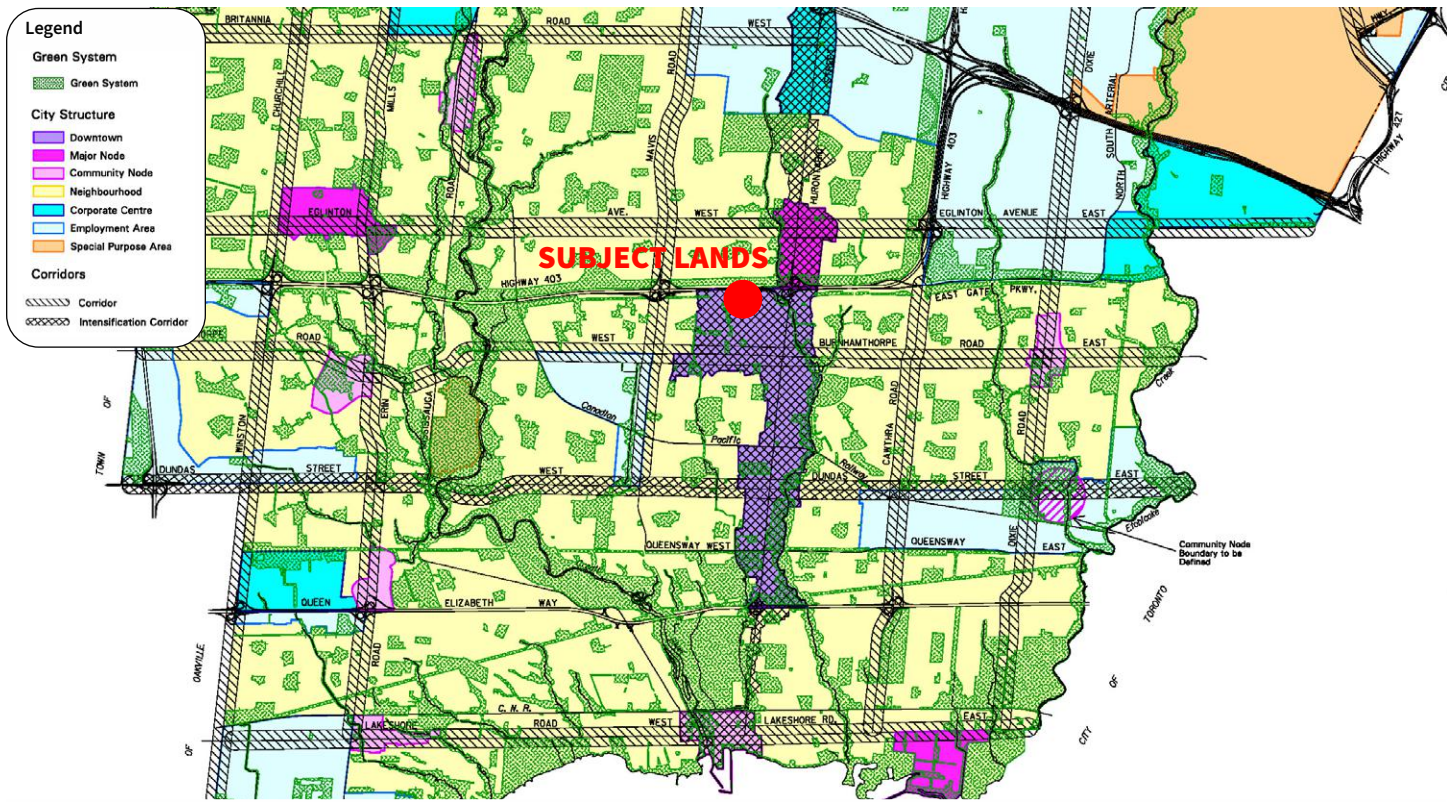 Legend
Green System
Green System
City Structure
Downtown
Major Node
Community Node
Neighbourhood
Corporate Centre
Employment Area
Special Purpose Area
Corridors
Corridor
Intensification Corridor
BRITANNIA
ROAD
WEST
CHURCHILL
MILLS
ROAD
MAVIS
ROAD
HURONTARIO
HIGHWAY 403
DIXIE
SOUTH ARTERIAL
NORTH
HWY
HIGHWAY 427
EGLINTON
AVE.
WEST
EGLINTON
AVENUE
EAST
SUBJECT LANDS
HIGHWAY 403
EAST GATE
PKWY.
ROAD
WEST
BURNHAMTHORPE
ROAD
EAST
Creek
OF
TOWN
WINSTON
ERIN
MISSISSAUGA
Canadian
Pacific
Railway
CAWTHRA
ROAD
ROAD
DUNDAS
STREET
WEST
DUNDAS
STREET
EAST
Etobicoke
DIXIE
QUEENSWAY WEST
QUEENSWAY
EAST
Community Node
Boundary to be
Defined
QUEEN
ELIZABETH
WAY
ROAD
OAKVILLE
OF
TORONTO
OF
CITY
C. N. R.
LAKESHORE
ROAD
WEST
LAKESHORE RD.
EAST